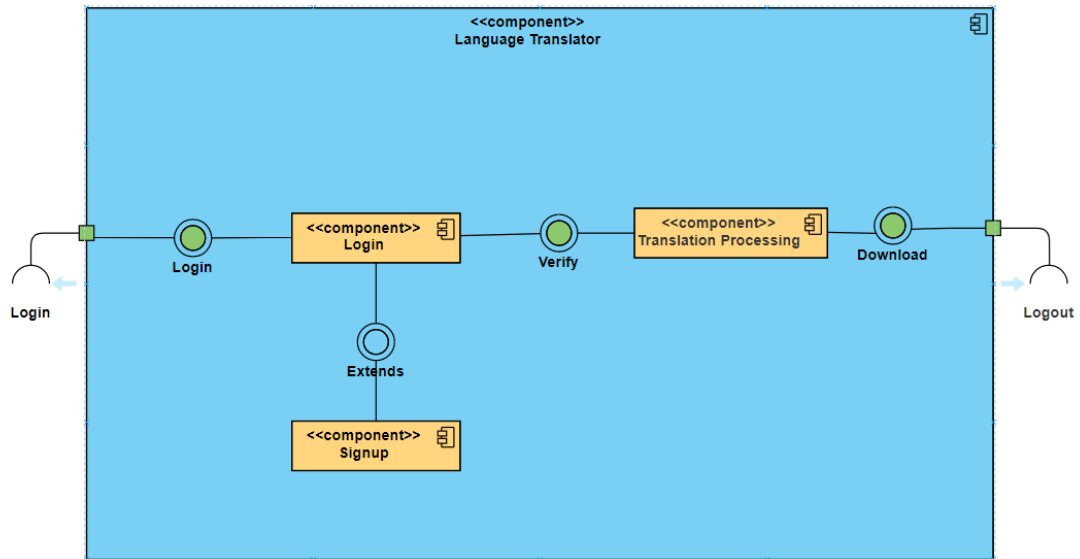 <<component>>
Language Translator
<<component>>
Login
<<component>>
Translation Processing
Login
Verify
Download
Login
Logout
Extends
<<component>>
Signup